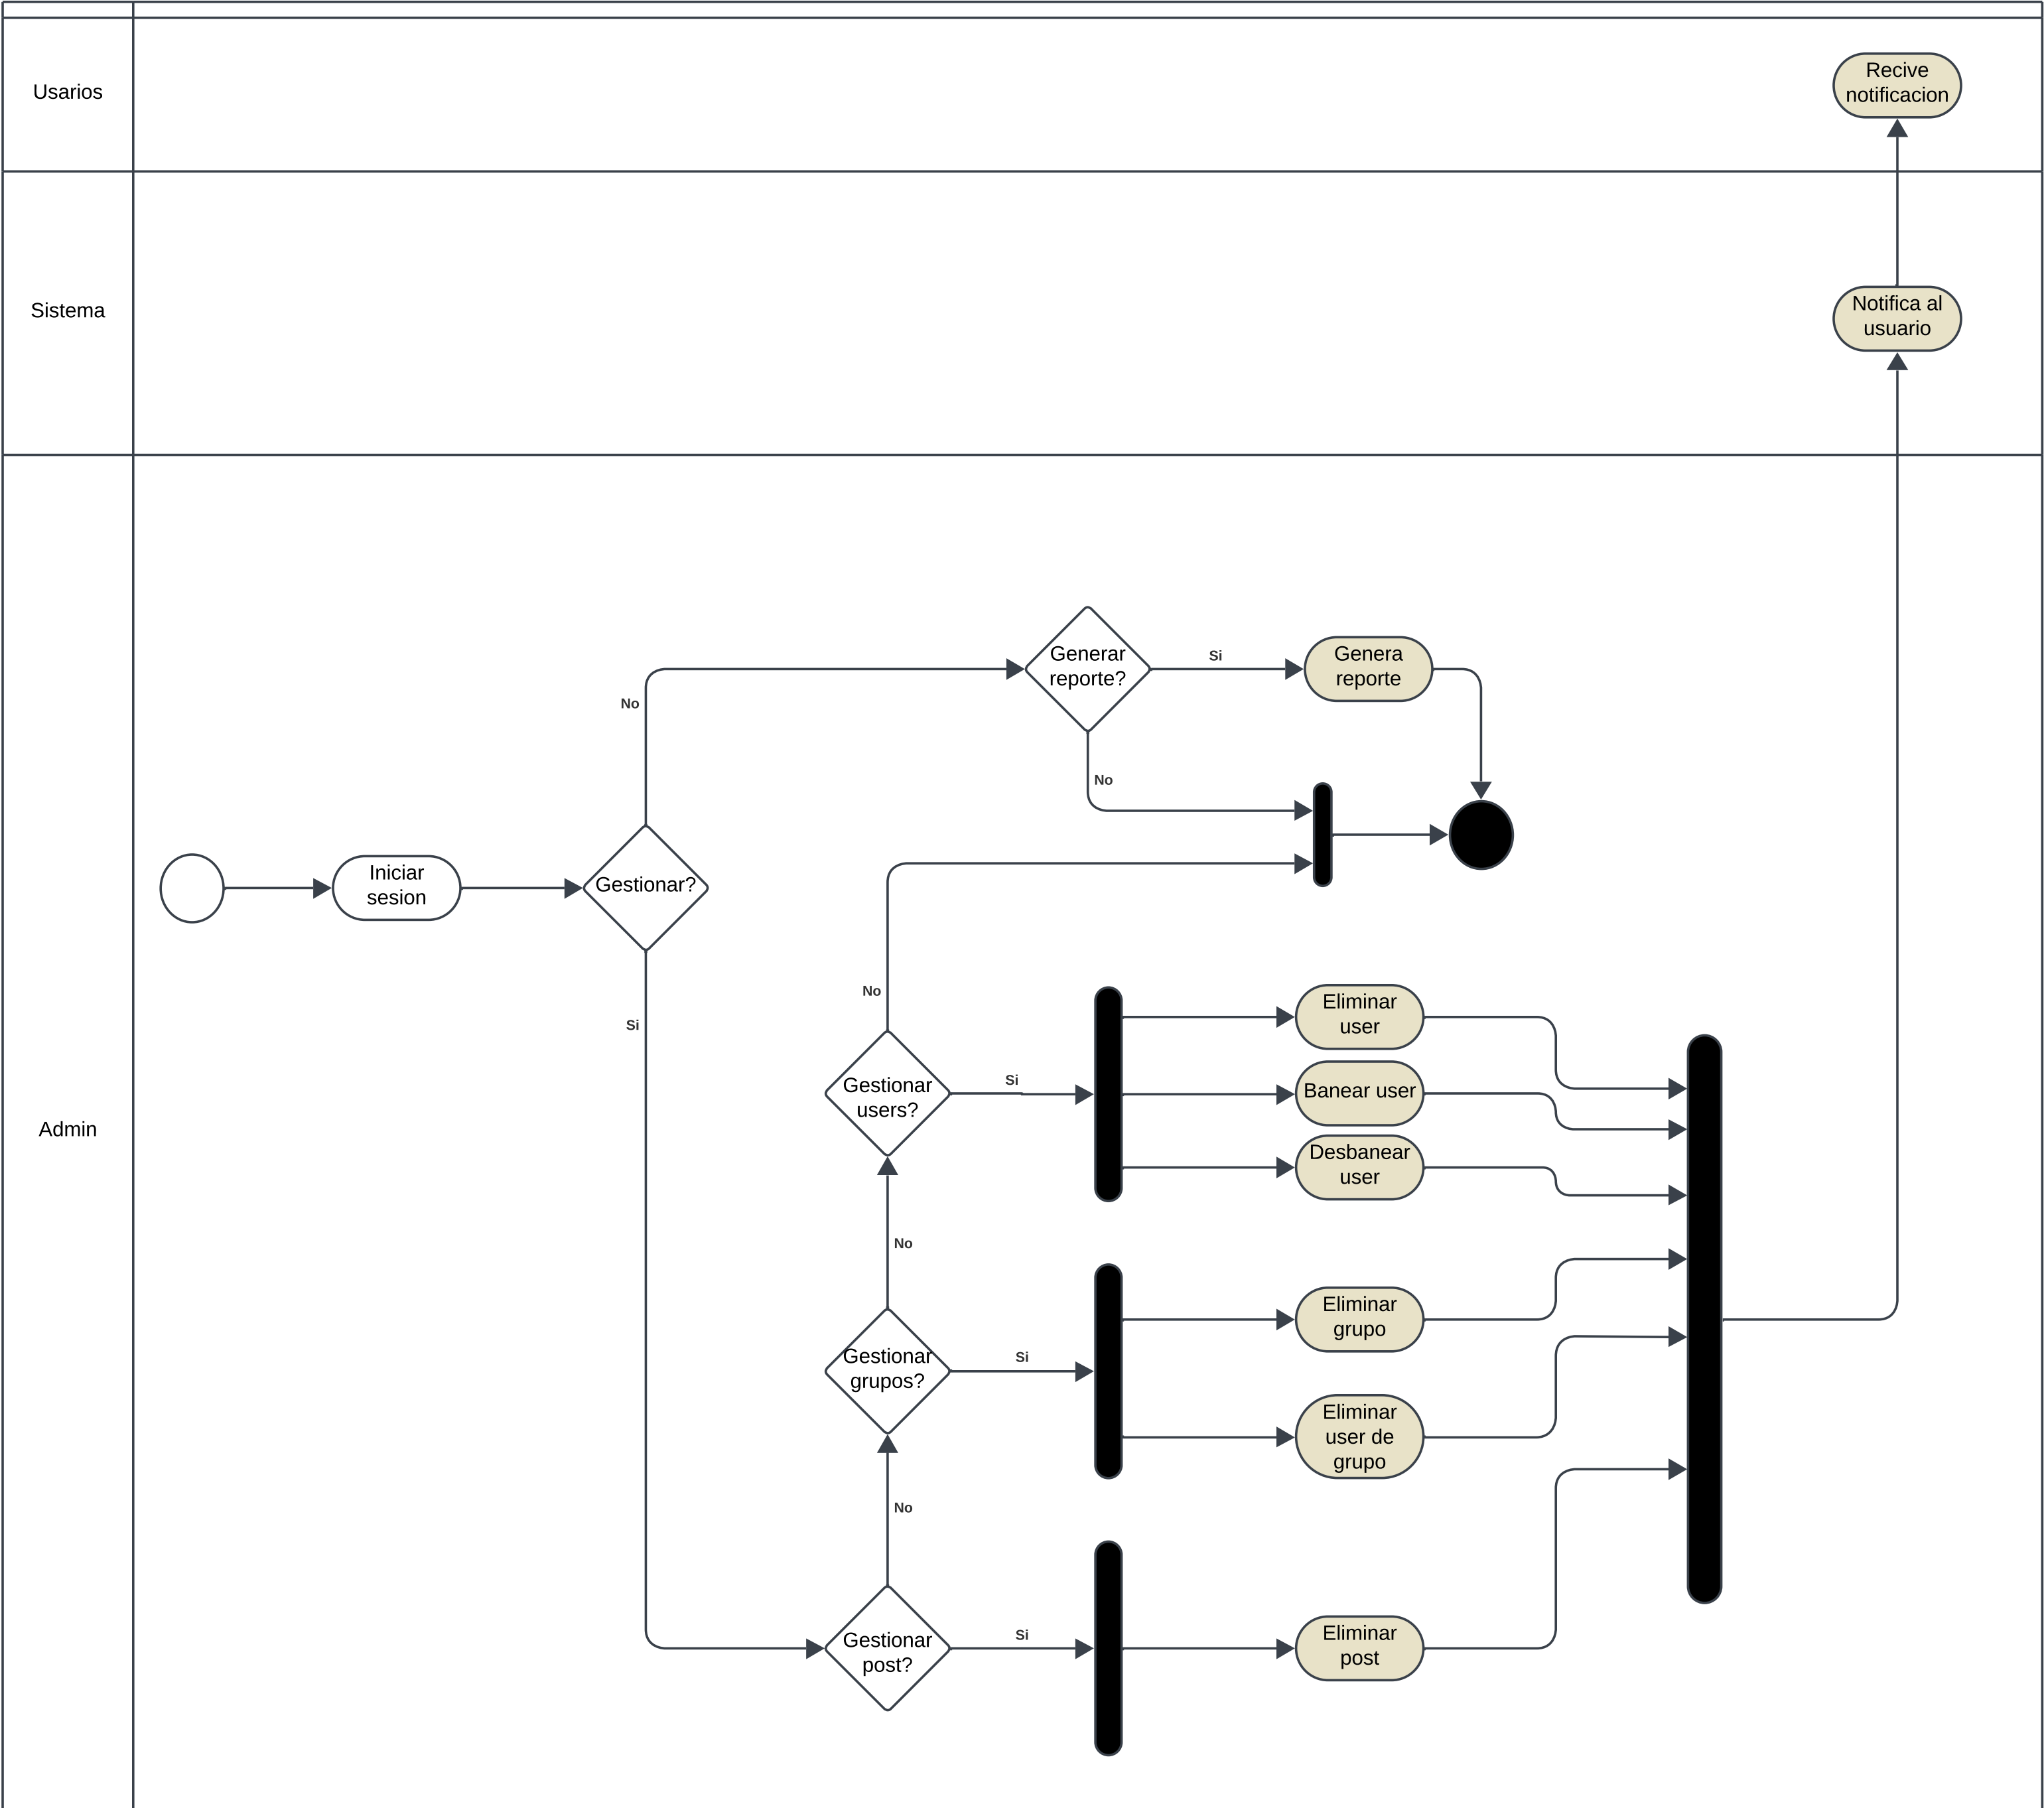 Usarios
Recive
notificacion
Sistema
Notifica al
usuario
Admin
Generar
reporte?
Si
Genera
reporte
No
No
Iniciar
sesion
Gestionar?
Si
No
Gestionar
users?
Si
Eliminar
user
Banear user
Desbanear
user
No
Gestionar
grupos?
Si
Eliminar
grupo
Eliminar
user de
grupo
No
Gestionar
post?
Si
Eliminar
post